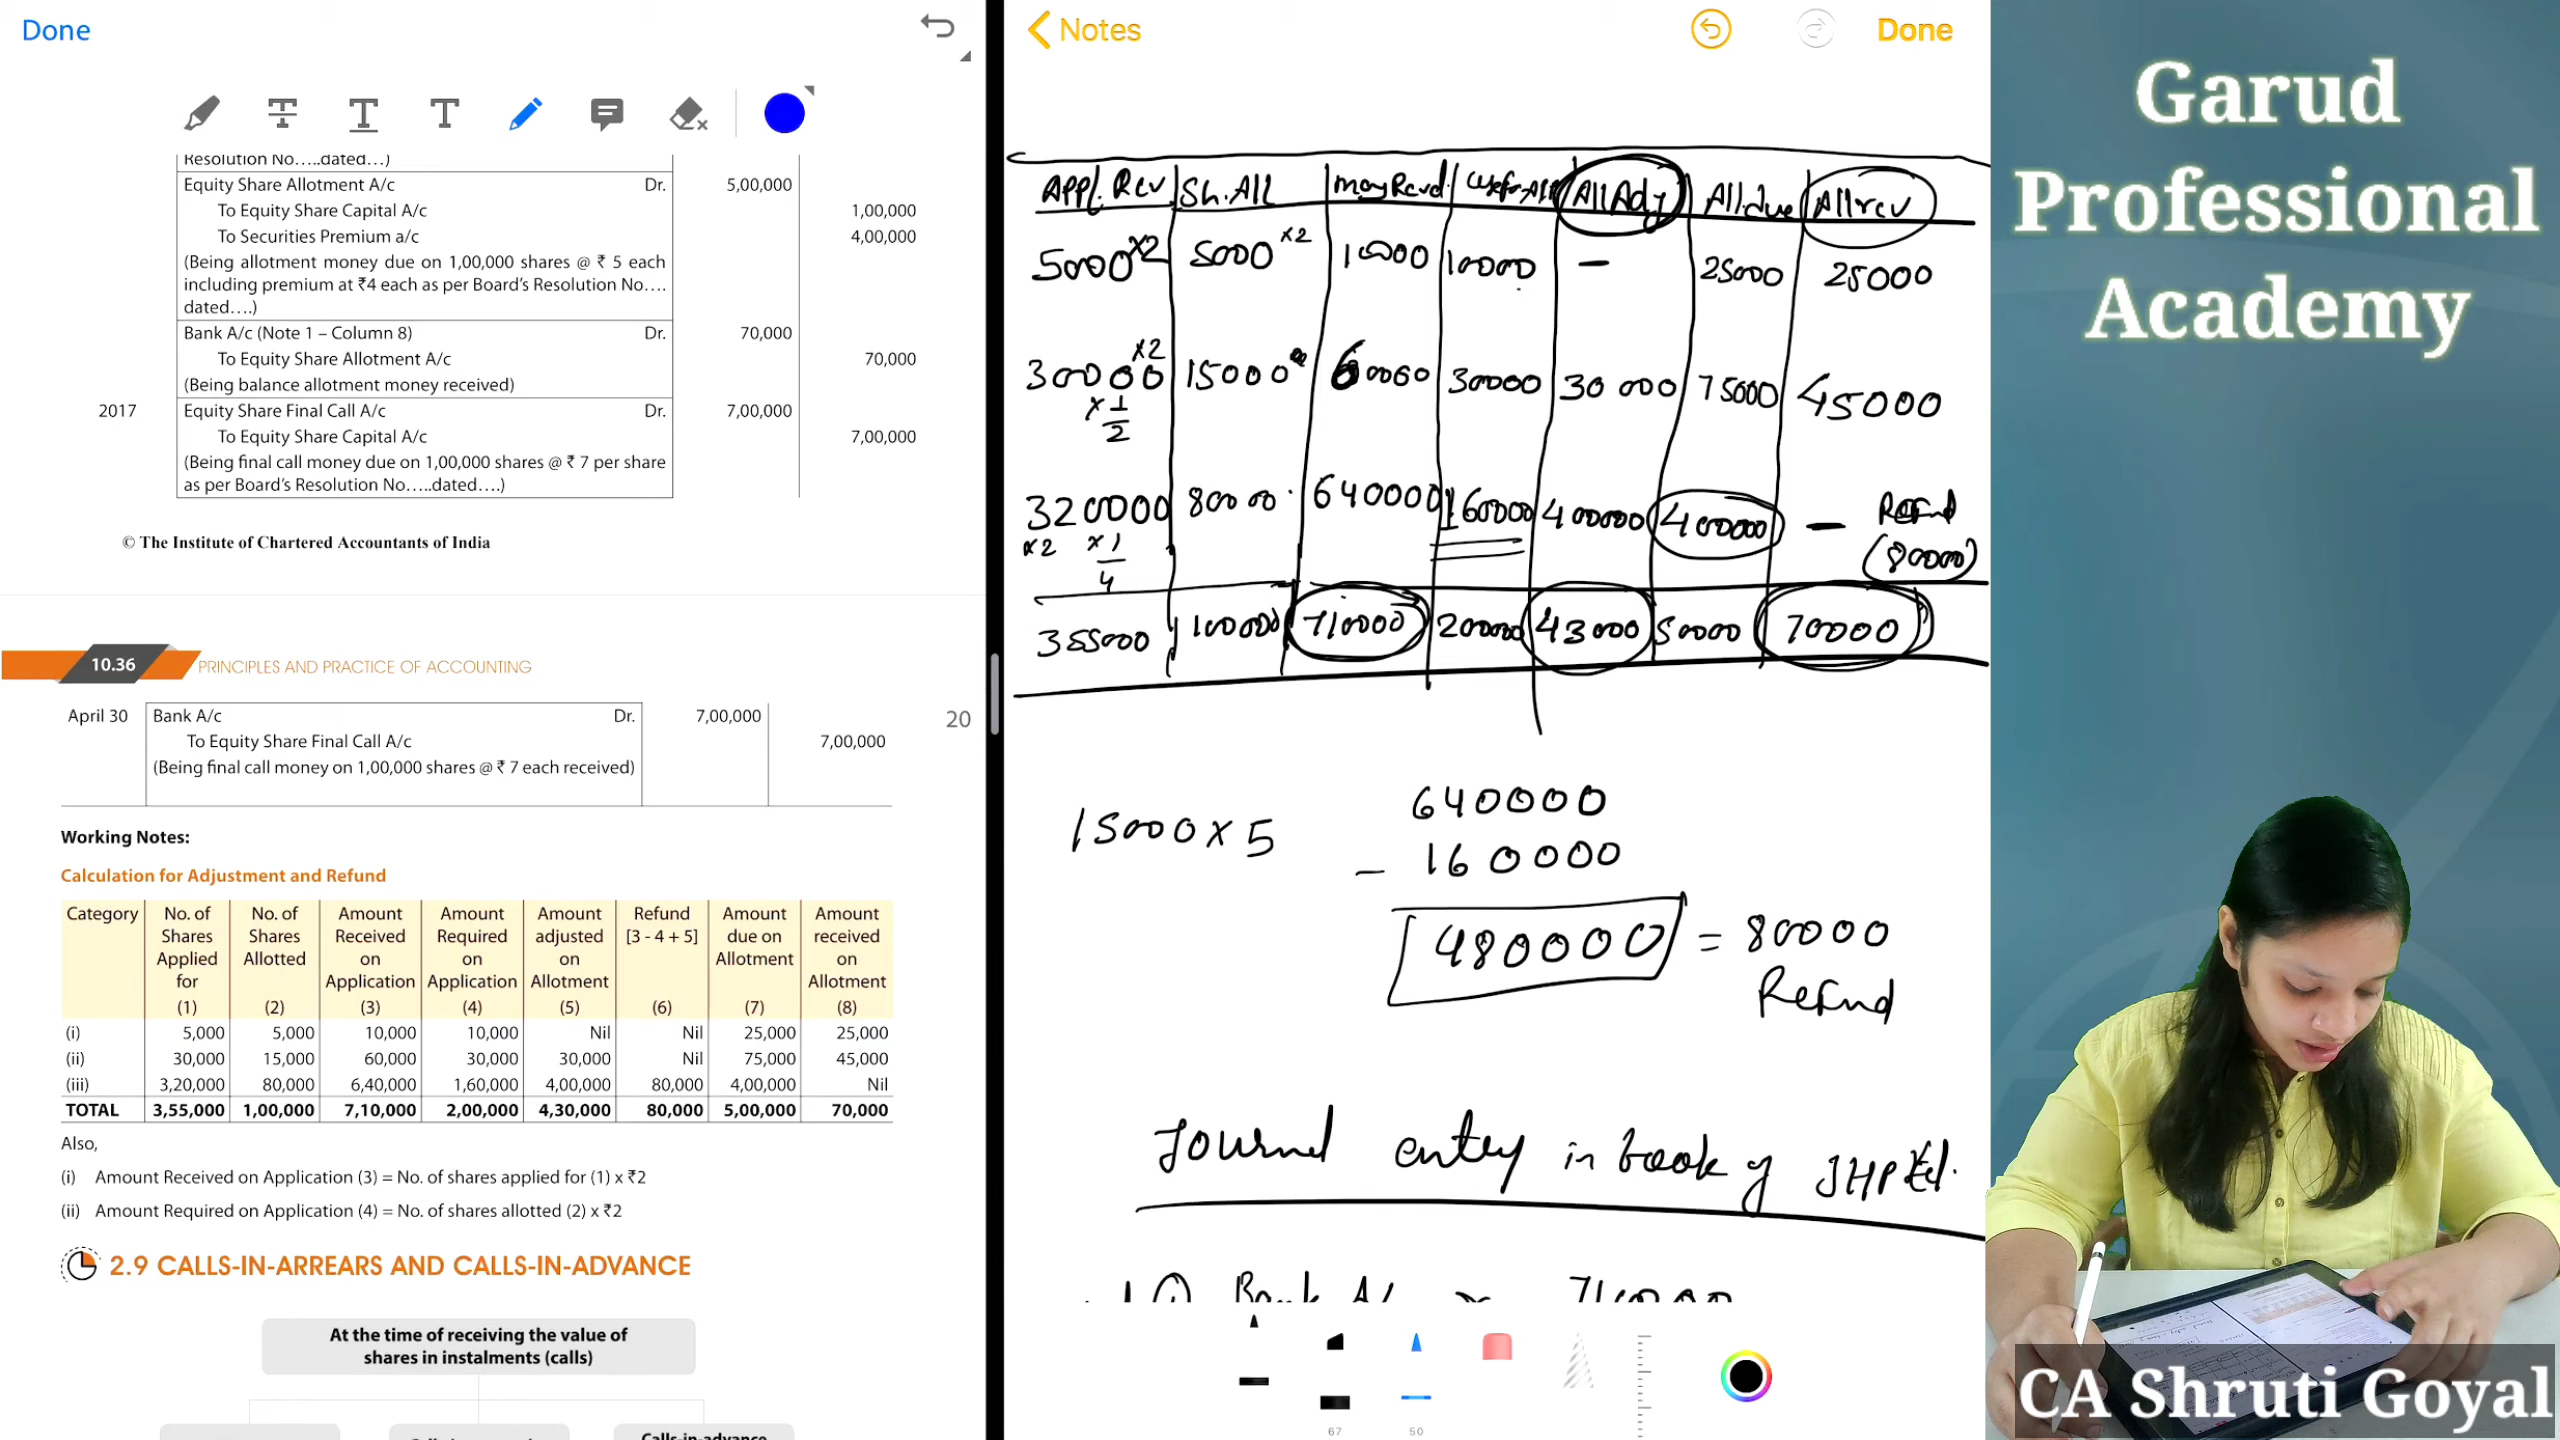 Done
Resolution No…..dated…)
Equity Share Allotment A/c Dr. 5,00,000
To Equity Share Capital A/c 1,00,000
To Securities Premium a/c 4,00,000
(Being allotment money due on 1,00,000 shares @ ₹ 5 each
including premium at ₹4 each as per Board's Resolution No….
dated….)
Bank A/c (Note 1 – Column 8) Dr. 70,000
To Equity Share Allotment A/c 70,000
(Being balance allotment money received)
2017 Equity Share Final Call A/c Dr. 7,00,000
To Equity Share Capital A/c 7,00,000
(Being final call money due on 1,00,000 shares @ ₹ 7 per share
as per Board's Resolution No…..dated….)
© The Institute of Chartered Accountants of India
10.36 PRINCIPLES AND PRACTICE OF ACCOUNTING
April 30 Bank A/c Dr. 7,00,000
20
To Equity Share Final Call A/c 7,00,000
(Being final call money on 1,00,000 shares @ ₹ 7 each received)
Working Notes:
Calculation for Adjustment and Refund
Category No. of No. of Amount Amount Amount Refund Amount Amount
Shares Shares Received Required adjusted [3 - 4 + 5] due on received
Applied Allotted on on on Allotment on
for Application Application Allotment Allotment
(1) (2) (3) (4) (5) (6) (7) (8)
(i) 5,000 5,000 10,000 10,000 Nil Nil 25,000 25,000
(ii) 30,000 15,000 60,000 30,000 30,000 Nil 75,000 45,000
(iii) 3,20,000 80,000 6,40,000 1,60,000 4,00,000 80,000 4,00,000 Nil
TOTAL 3,55,000 1,00,000 7,10,000 2,00,000 4,30,000 80,000 5,00,000 70,000
Also,
(i) Amount Received on Application (3) = No. of shares applied for (1) x ₹2
(ii) Amount Required on Application (4) = No. of shares allotted (2) x ₹2
2.9 CALLS-IN-ARREARS AND CALLS-IN-ADVANCE
At the time of receiving the value of
shares in instalments (calls)
Calls-in-advance
Notes Done
Appl. Rcv Sh. All All Adj All.due All rcv
5000 x2 5000 x2 10000 10000 – 25000 25000
30000 x2 15000 60000 30000 30000 75000 45000
x 1/2
320000 80000 640000 160000 400000 400000 – Refund
x2 x 1/4 (80000)
355000 100000 710000 200000 430000 500000 70000
15000 x 5
640000
– 160000
480000 = 80000
Refund
Journal entry in book of
Bank A/c 710000
67 50
Garud
Professional
Academy
CA Shruti Goyal